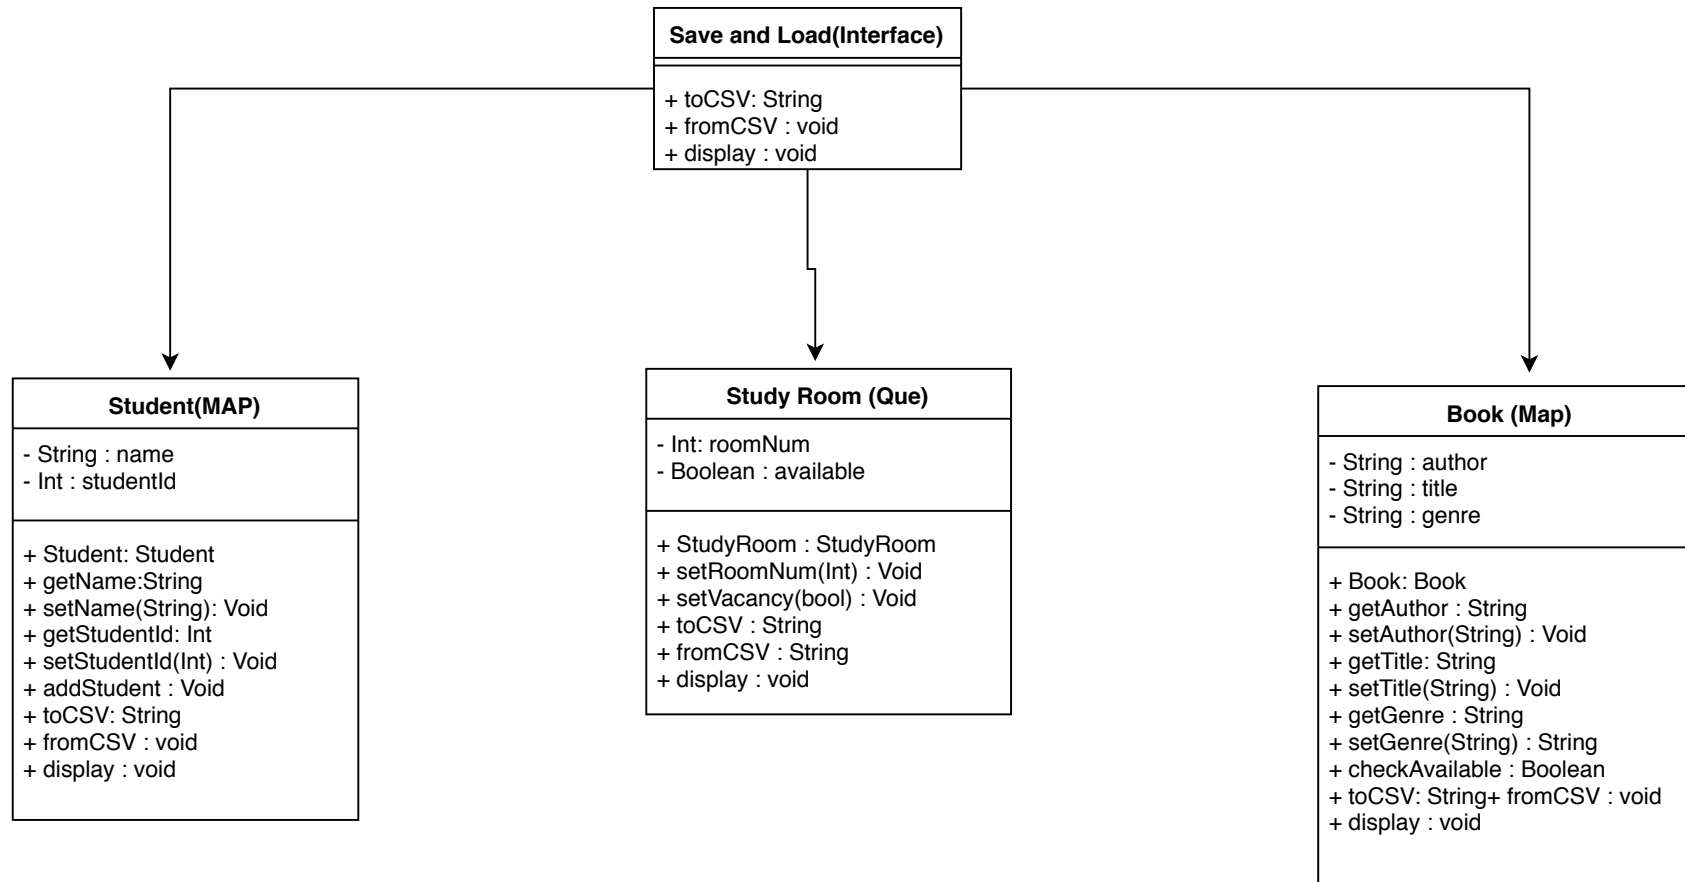 Save and Load(Interface)
+ toCSV: String
+ fromCSV : void
+ display : void
Student(MAP)
- String : name
- Int : studentId
+ Student: Student
+ getName:String
+ setName(String): Void
+ getStudentId: Int
+ setStudentId(Int) : Void
+ addStudent : Void
+ toCSV: String
+ fromCSV : void
+ display : void
Study Room (Que)
- Int: roomNum
- Boolean : available
+ StudyRoom : StudyRoom
+ setRoomNum(Int) : Void
+ setVacancy(bool) : Void
+ toCSV : String
+ fromCSV : String
+ display : void
Book (Map)
- String : author
- String : title
- String : genre
+ Book: Book
+ getAuthor : String
+ setAuthor(String) : Void
+ getTitle: String
+ setTitle(String) : Void
+ getGenre : String
+ setGenre(String) : String
+ checkAvailable : Boolean
+ toCSV: String+ fromCSV : void
+ display : void